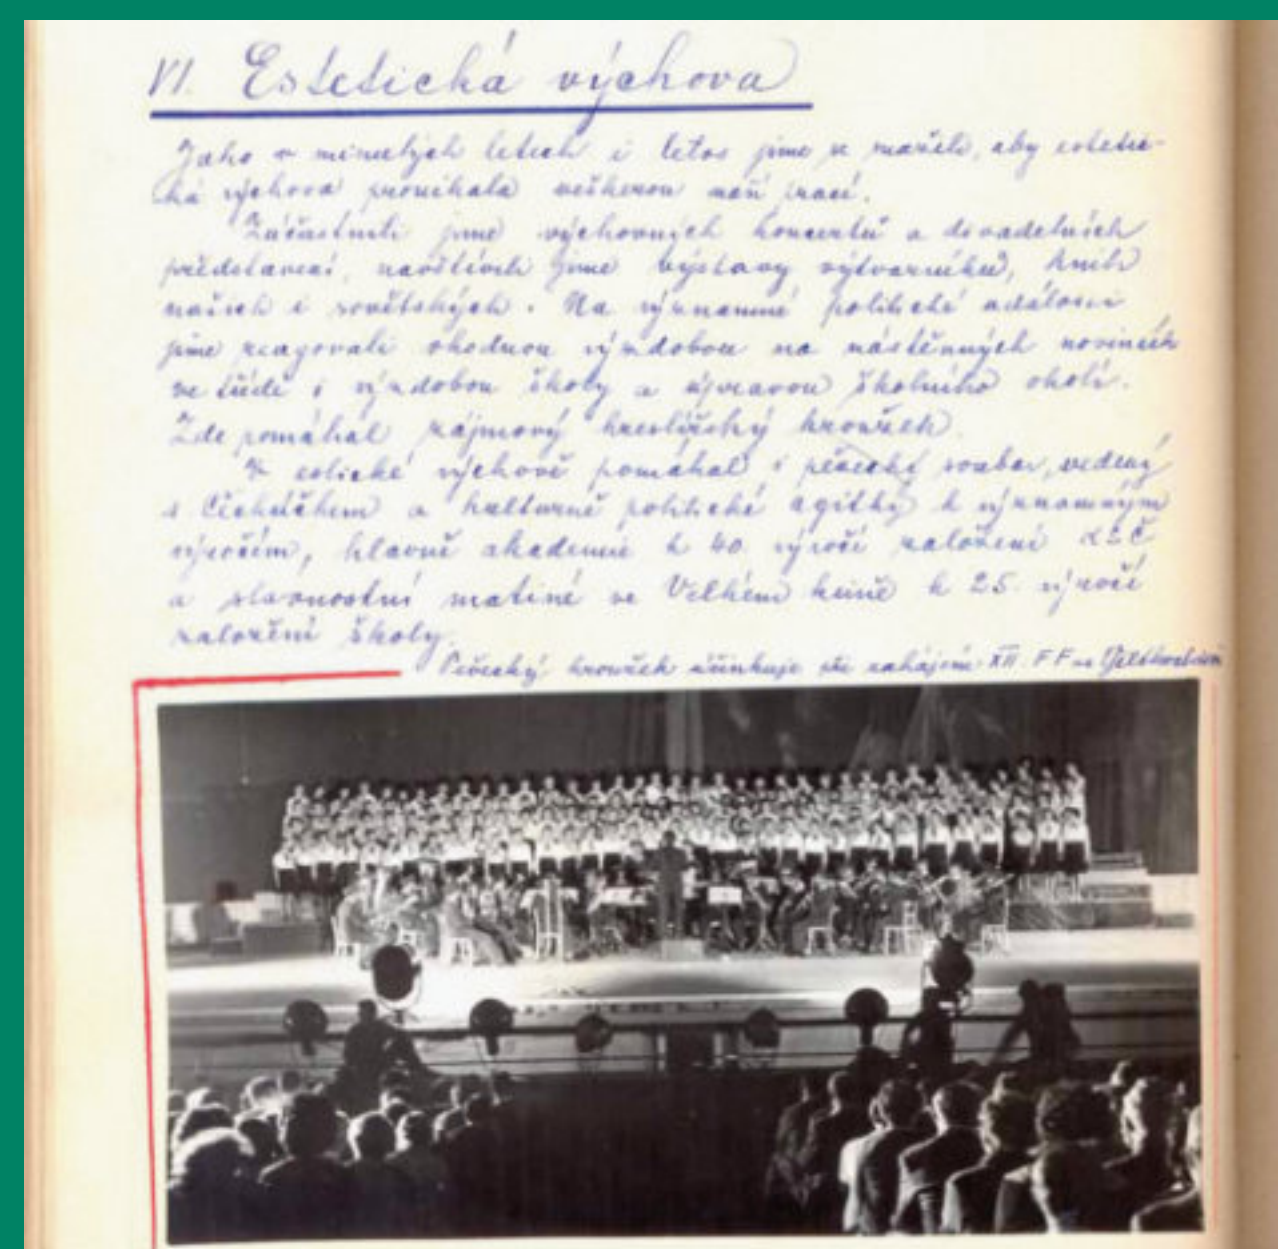 VI. Estetická výchova
Jako v minulých letech i letos jsme se snažili, aby estetic-
ká výchova pronikala veškerou naší prací.
Zúčastnili jsme výchovných koncertů a divadelních
představení, navštívili jsme výstavy výtvarníků, knih
našich i sovětských. Na významné politické události
jsme reagovali vhodnou výzdobou na nástěnných novinách
ve třídě i výzdobou školy a úpravou školního okolí.
Zde pomáhal zájmový kreslířský kroužek.
K estické výchově pomáhal i pěvecký soubor, vedený
s. a kulturně politické agitky k významným
výročím, hlavně akademie k 40. výročí založení KSČ
a slavnostní matiné ve Velkém kině k 25. výročí
založení školy.
Pěvecký kroužek účinkuje při zahájení XII. FF ve